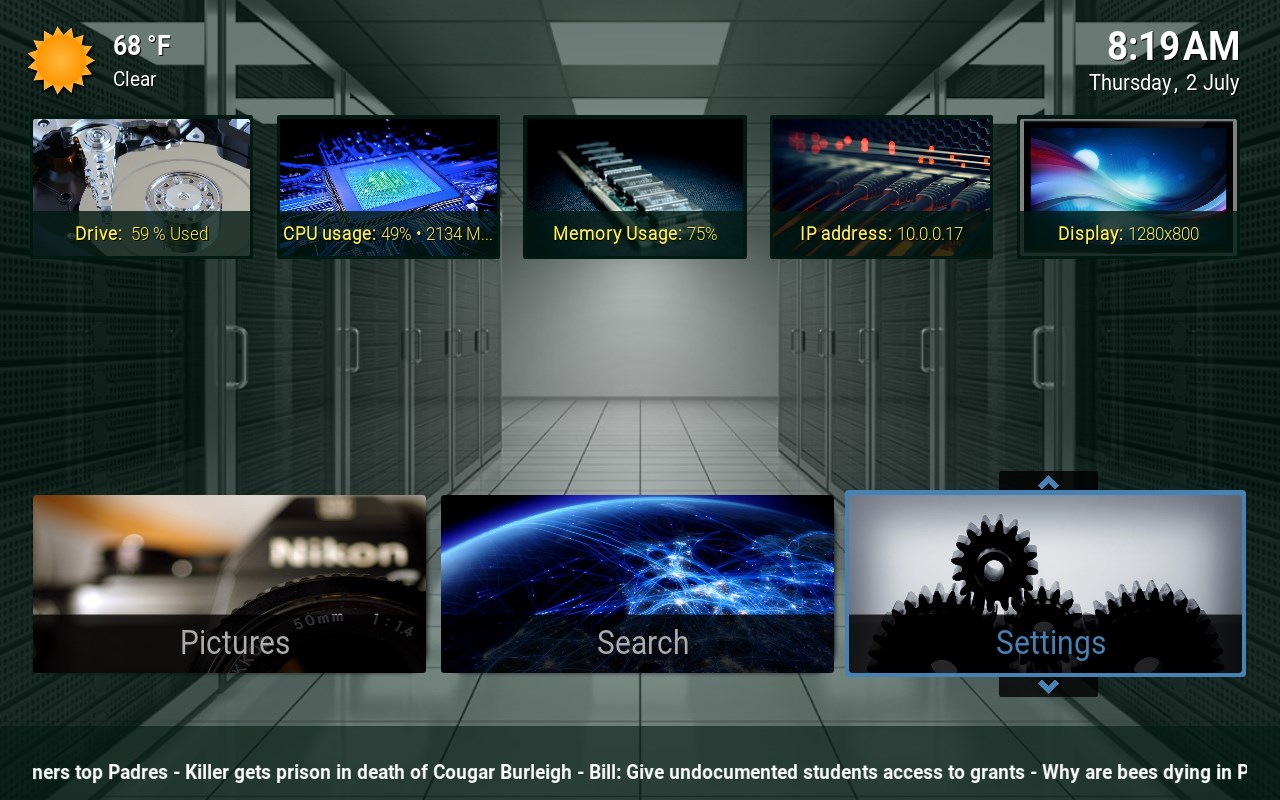 68 °F
Clear
8:19AM
Thursday, 2 July
Drive: 59 % Used
CPU usage: 49% • 2134 M...
Memory Usage: 75%
IP address: 10.0.0.17
Display: 1280x800
Nikon
50mm 1:1.4
Pictures
Search
Settings
ners top Padres - Killer gets prison in death of Cougar Burleigh - Bill: Give undocumented students access to grants - Why are bees dying in P